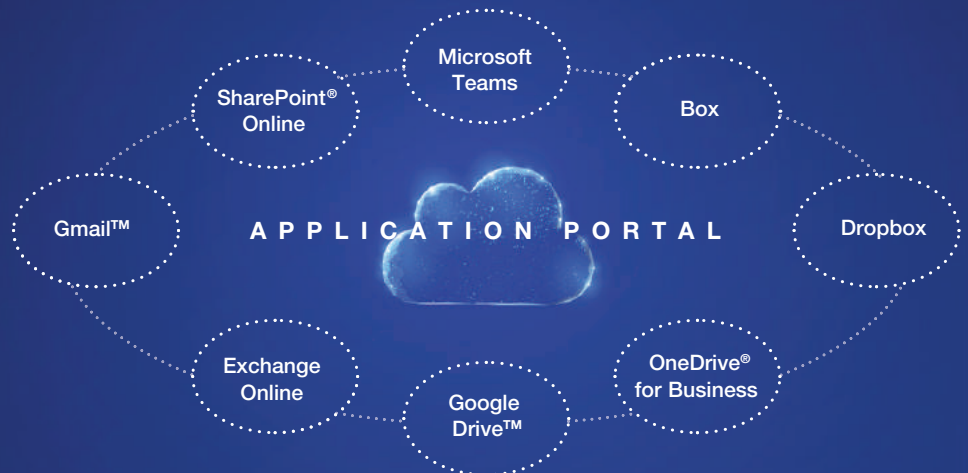 Microsoft
Teams
SharePoint®
Online
Box
Gmail™
APPLICATION PORTAL
Dropbox
Exchange
Online
OneDrive®
for Business
Google
Drive™